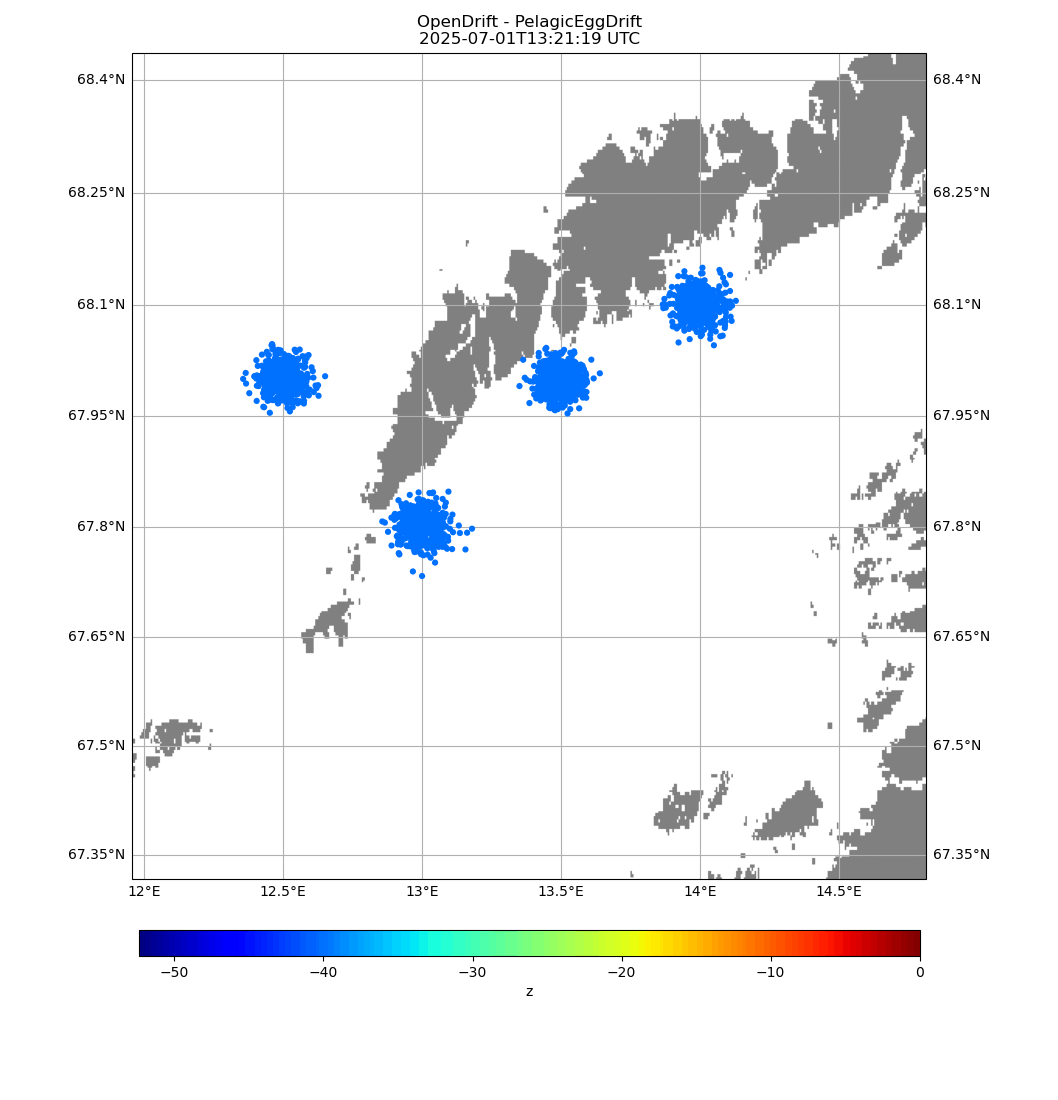 OpenDrift - PelagicEggDrift
2025-07-01T13:21:19 UTC
68.4°N 68.4°N
68.25°N 68.25°N
68.1°N 68.1°N
67.95°N 67.95°N
67.8°N 67.8°N
67.65°N 67.65°N
67.5°N 67.5°N
67.35°N 67.35°N
12°E 12.5°E 13°E 13.5°E 14°E 14.5°E
−50 −40 −30 −20 −10 0
z